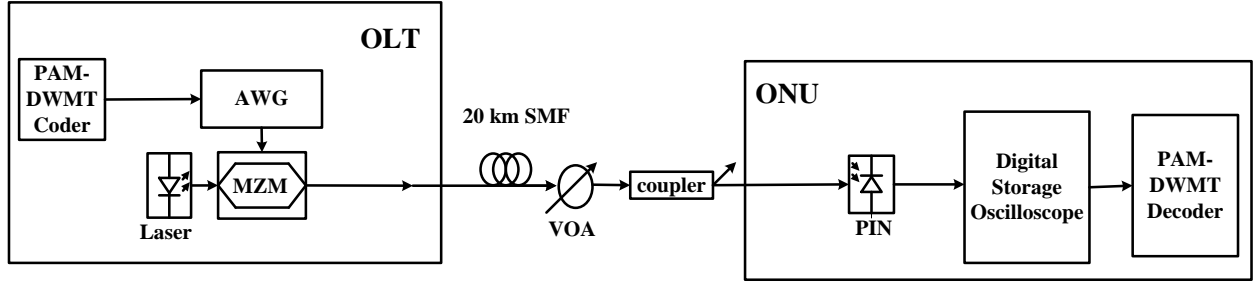 OLT
PAM-
DWMT
Coder
AWG
Laser
MZM
20 km SMF
VOA
coupler
ONU
PIN
Digital
Storage
Oscilloscope
PAM-
DWMT
Decoder